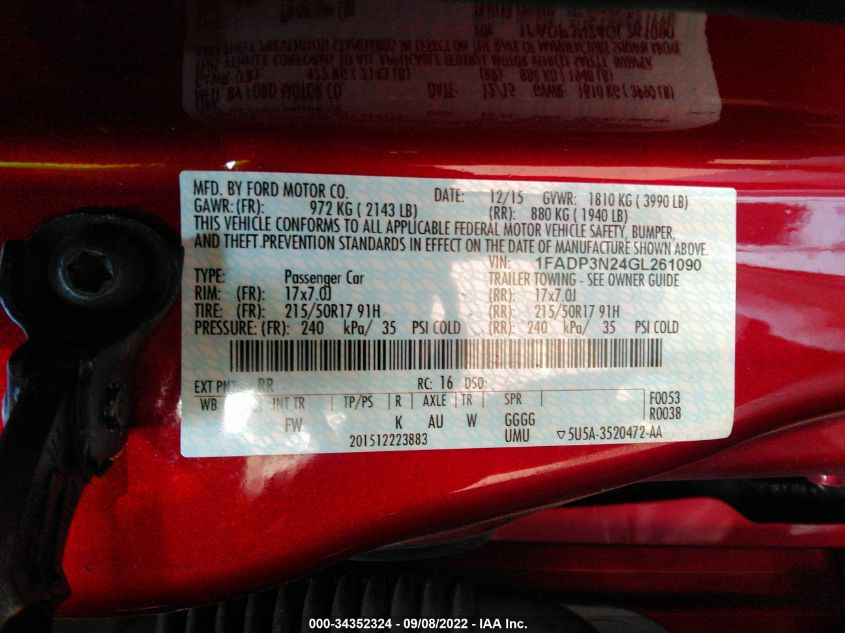 MFD. BY FORD MOTOR CO. DATE: 12/15 GVWR: 1810 KG ( 3990 LB)
GAWR: (FR): 972 KG ( 2143 LB) (RR): 880 KG ( 1940 LB)
THIS VEHICLE CONFORMS TO ALL APPLICABLE FEDERAL MOTOR VEHICLE SAFETY, BUMPER,
AND THEFT PREVENTION STANDARDS IN EFFECT ON THE DATE OF MANUFACTURE SHOWN ABOVE.
VIN: 1FADP3N24GL261090
TYPE: Passenger Car TRAILER TOWING - SEE OWNER GUIDE
RIM: (FR): 17x7.0J (RR): 17x7.0J
TIRE: (FR): 215/50R17 91H (RR): 215/50R17 91H
PRESSURE: (FR): 240 kPa/ 35 PSI COLD (RR): 240 kPa/ 35 PSI COLD
EXT PNT: RR RC: 16 DSO:
WB INT TR TP/PS R AXLE TR SPR F0053
FW K AU W GGGG R0038
201512223883 UMU ▽5U5A-3520472-AA
000-34352324 - 09/08/2022 - IAA Inc.